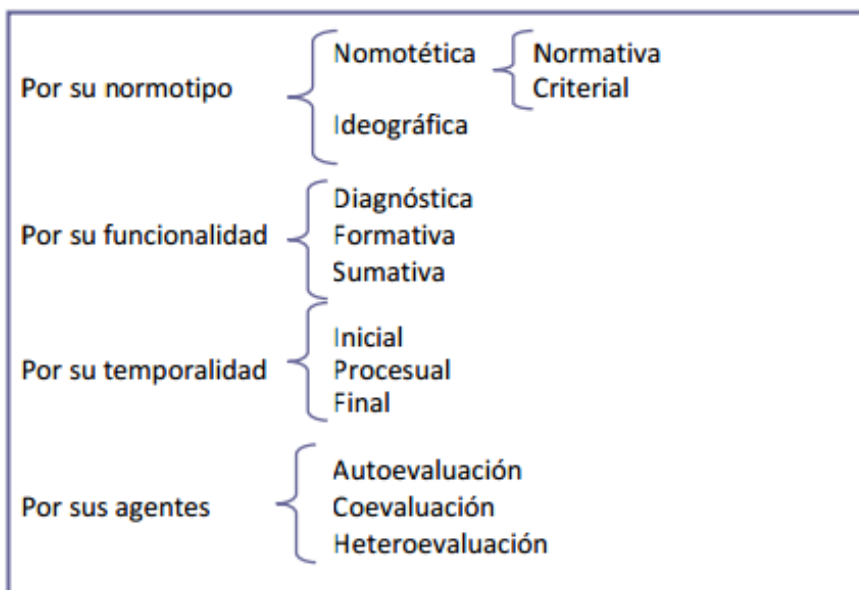 Nomotética Normativa
Por su normotipo Criterial
Ideográfica
Diagnóstica
Por su funcionalidad Formativa
Sumativa
Inicial
Por su temporalidad Procesual
Final
Autoevaluación
Por sus agentes Coevaluación
Heteroevaluación